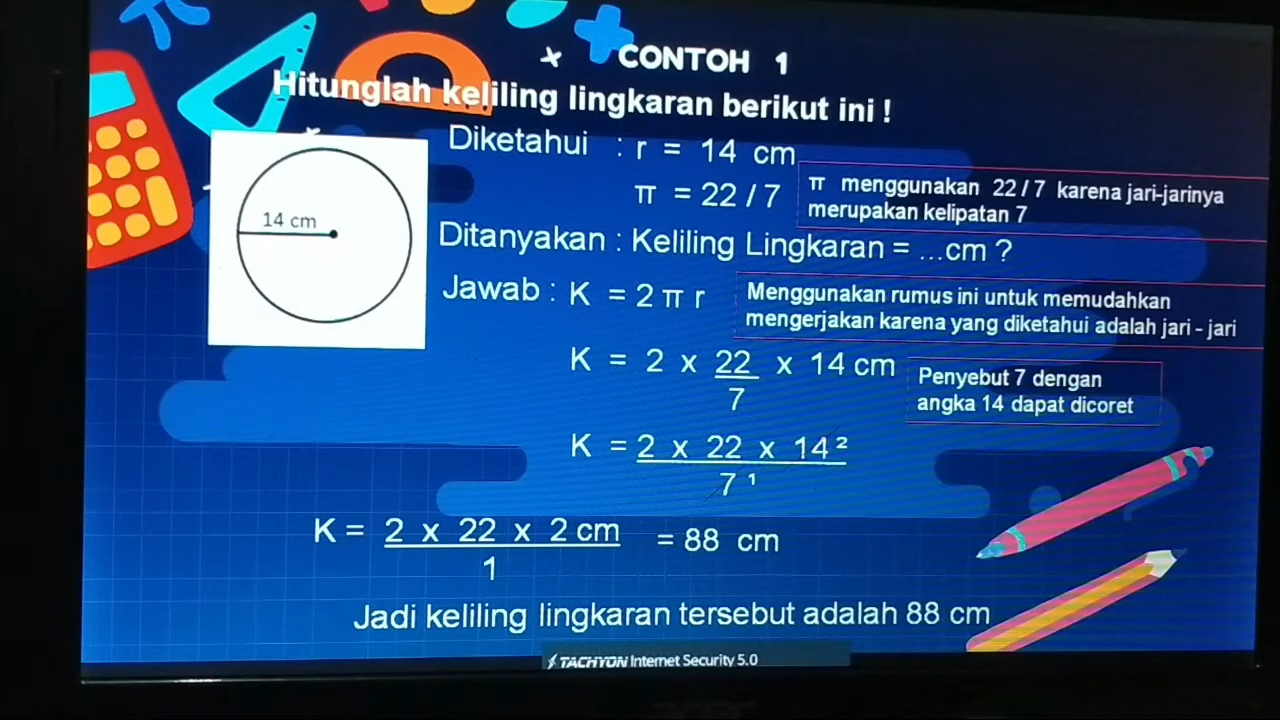 CONTOH 1
Hitunglah keliling lingkaran berikut ini !
14 cm
Diketahui : r = 14 cm
π = 22 / 7
π menggunakan 22 / 7 karena jari-jarinya
merupakan kelipatan 7
Ditanyakan : Keliling Lingkaran = ...cm ?
Jawab : K = 2 π r
Menggunakan rumus ini untuk memudahkan
mengerjakan karena yang diketahui adalah jari - jari
K = 2 x 22 x 14 cm
7
Penyebut 7 dengan
angka 14 dapat dicoret
K = 2 x 22 x 14 ²
7 ¹
K = 2 x 22 x 2 cm = 88 cm
1
Jadi keliling lingkaran tersebut adalah 88 cm
TACHYON Internet Security 5.0